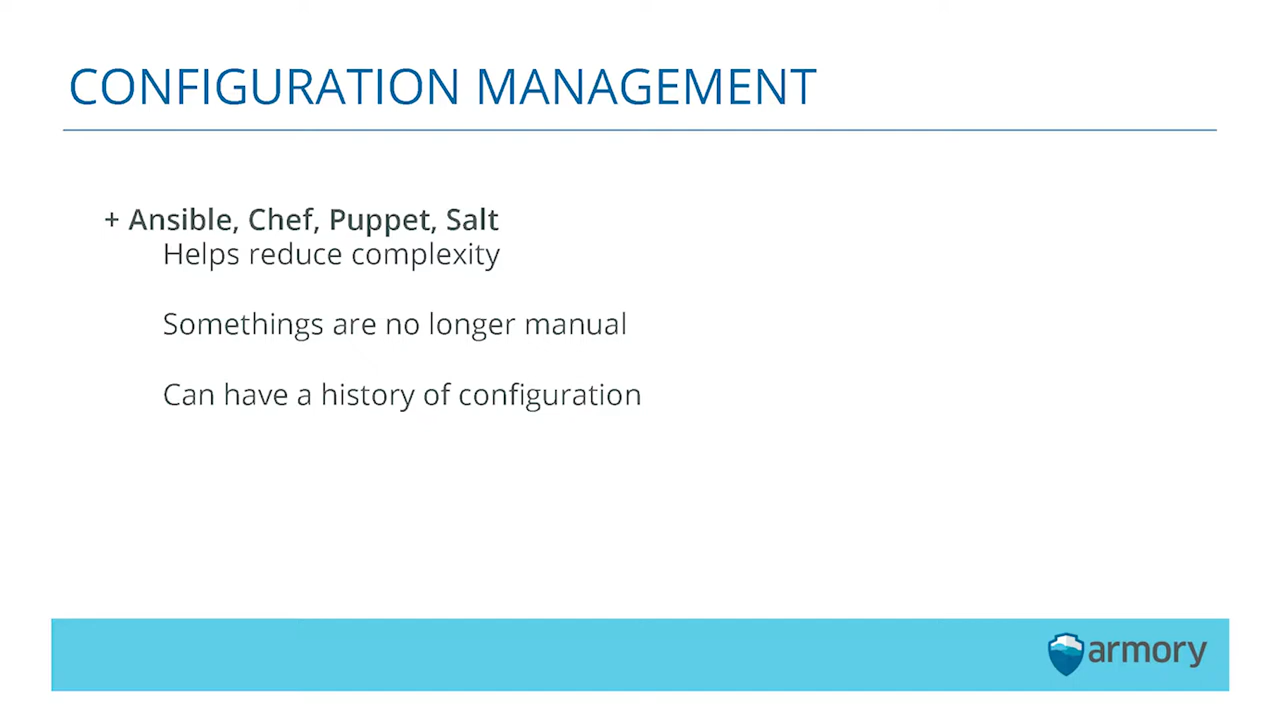 CONFIGURATION MANAGEMENT
+ Ansible, Chef, Puppet, Salt
Helps reduce complexity
Somethings are no longer manual
Can have a history of configuration
armory